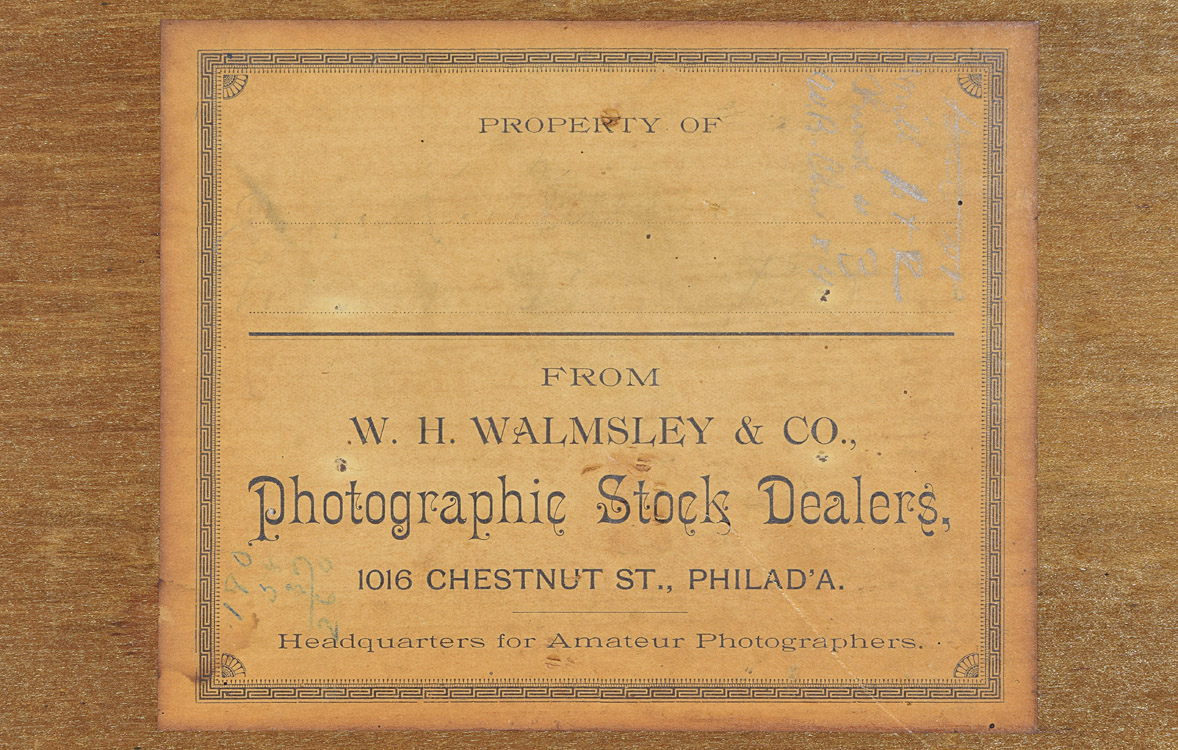 PROPERTY OF
FROM
W. H. WALMSLEY & CO.,
Photographic Stock Dealers,
1016 CHESTNUT ST., PHILAD'A.
Headquarters for Amateur Photographers.